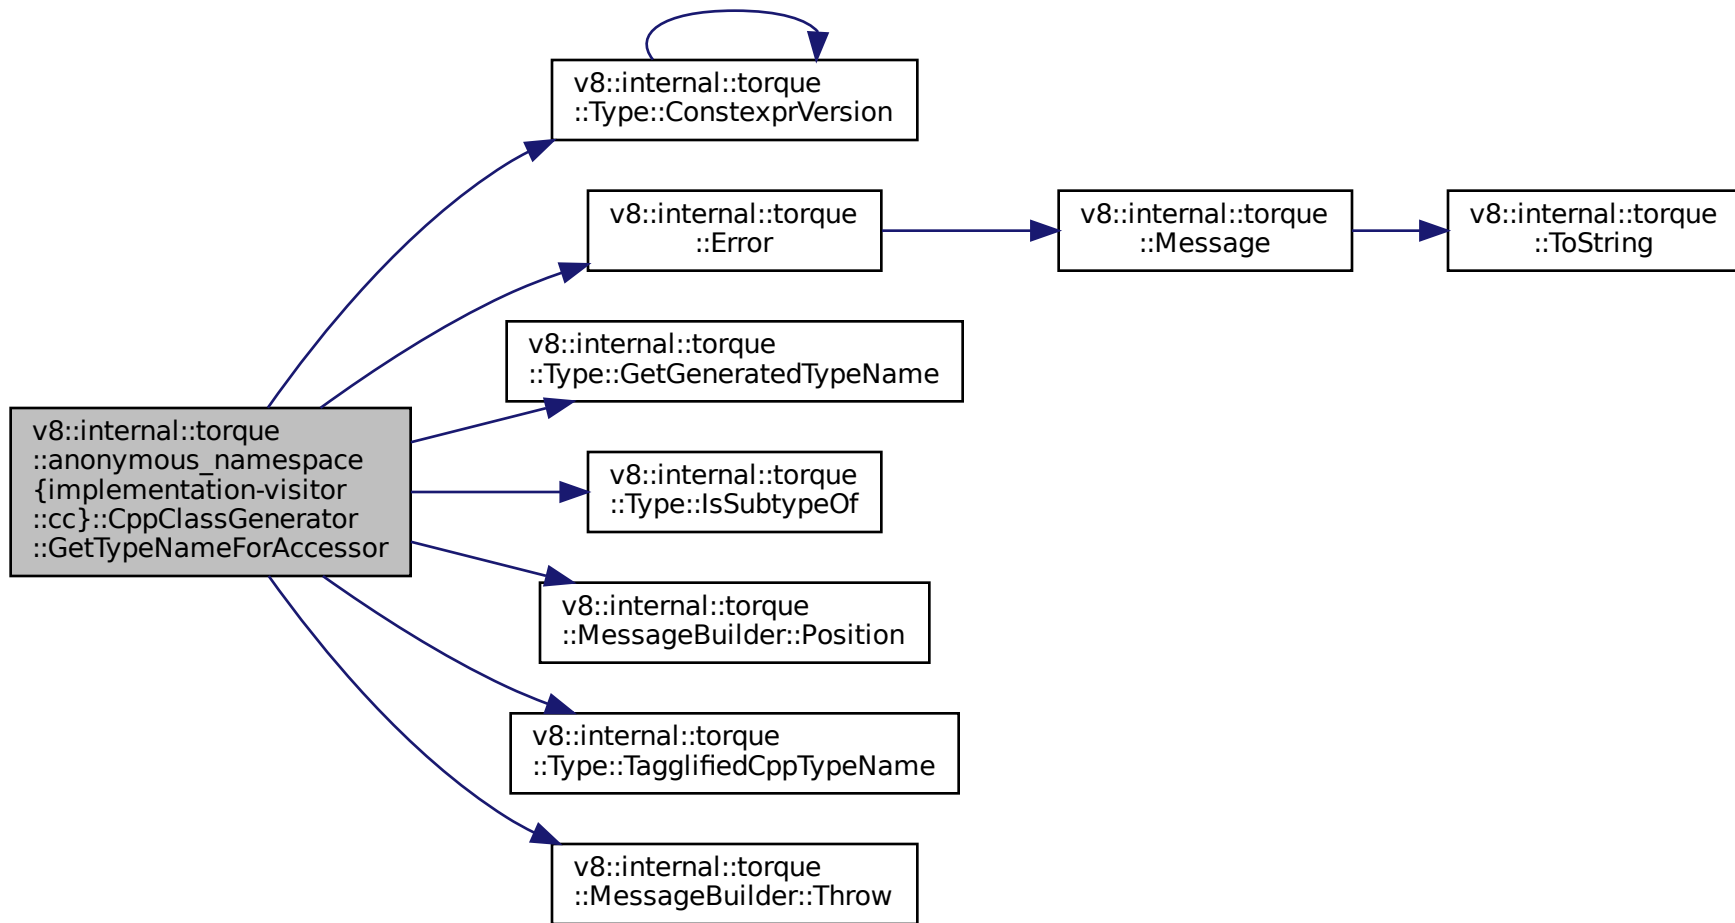 v8::internal::torque
::Type::ConstexprVersion
v8::internal::torque
::Error
v8::internal::torque
::Message
v8::internal::torque
::ToString
v8::internal::torque
::Type::GetGeneratedTypeName
v8::internal::torque
::anonymous_namespace
{implementation-visitor
::cc}::CppClassGenerator
::GetTypeNameForAccessor
v8::internal::torque
::Type::IsSubtypeOf
v8::internal::torque
::MessageBuilder::Position
v8::internal::torque
::Type::TagglifiedCppTypeName
v8::internal::torque
::MessageBuilder::Throw